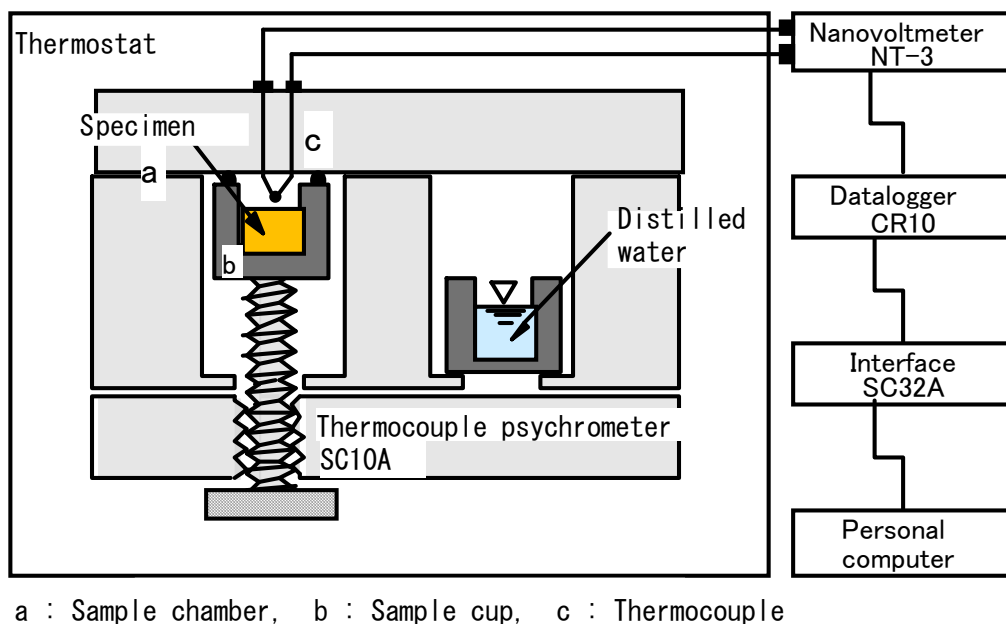 Thermostat
Nanovoltmeter
NT-3
Specimen
a
c
b
Distilled
water
Datalogger
CR10
Interface
SC32A
Thermocouple psychrometer
SC10A
Personal
computer
a : Sample chamber, b : Sample cup, c : Thermocouple